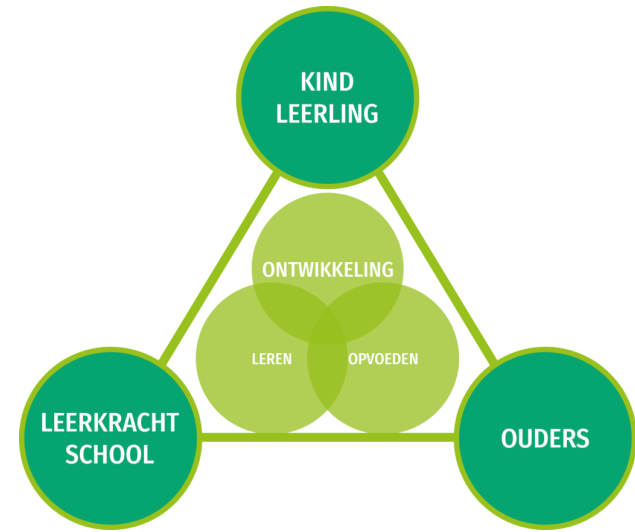 KIND
LEERLING
ONTWIKKELING
LEREN
OPVOEDEN
LEERKRACHT
SCHOOL
OUDERS